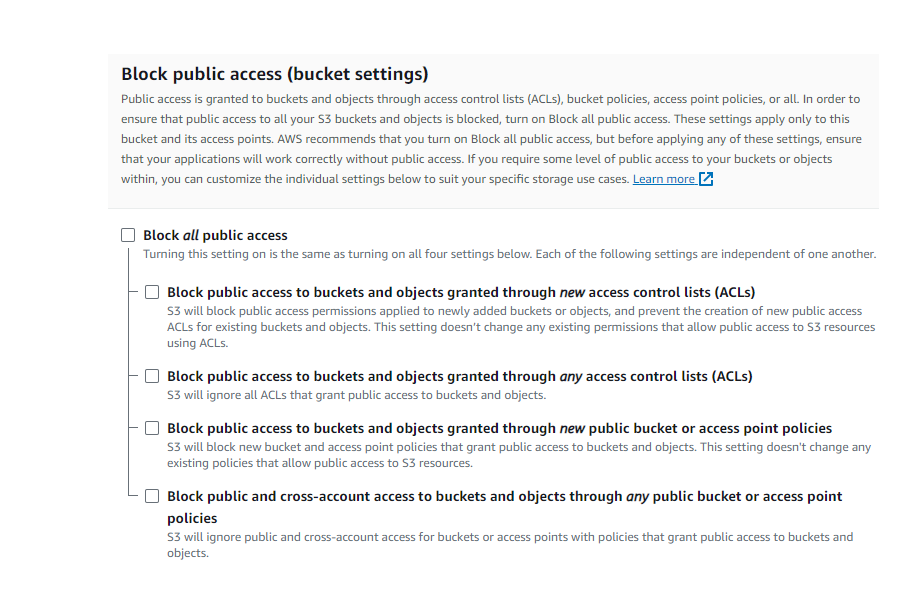 Block public access (bucket settings)
Public access is granted to buckets and objects through access control lists (ACLs), bucket policies, access point policies, or all. In order to
ensure that public access to all your S3 buckets and objects is blocked, turn on Block all public access. These settings apply only to this
bucket and its access points. AWS recommends that you turn on Block all public access, but before applying any of these settings, ensure
that your applications will work correctly without public access. If you require some level of public access to your buckets or objects
within, you can customize the individual settings below to suit your specific storage use cases. Learn more
Block all public access
Turning this setting on is the same as turning on all four settings below. Each of the following settings are independent of one another.
Block public access to buckets and objects granted through new access control lists (ACLs)
S3 will block public access permissions applied to newly added buckets or objects, and prevent the creation of new public access
ACLs for existing buckets and objects. This setting doesn't change any existing permissions that allow public access to S3 resources
using ACLs.
Block public access to buckets and objects granted through any access control lists (ACLs)
S3 will ignore all ACLs that grant public access to buckets and objects.
Block public access to buckets and objects granted through new public bucket or access point policies
S3 will block new bucket and access point policies that grant public access to buckets and objects. This setting doesn't change any
existing policies that allow public access to S3 resources.
Block public and cross-account access to buckets and objects through any public bucket or access point
policies
S3 will ignore public and cross-account access for buckets or access points with policies that grant public access to buckets and
objects.